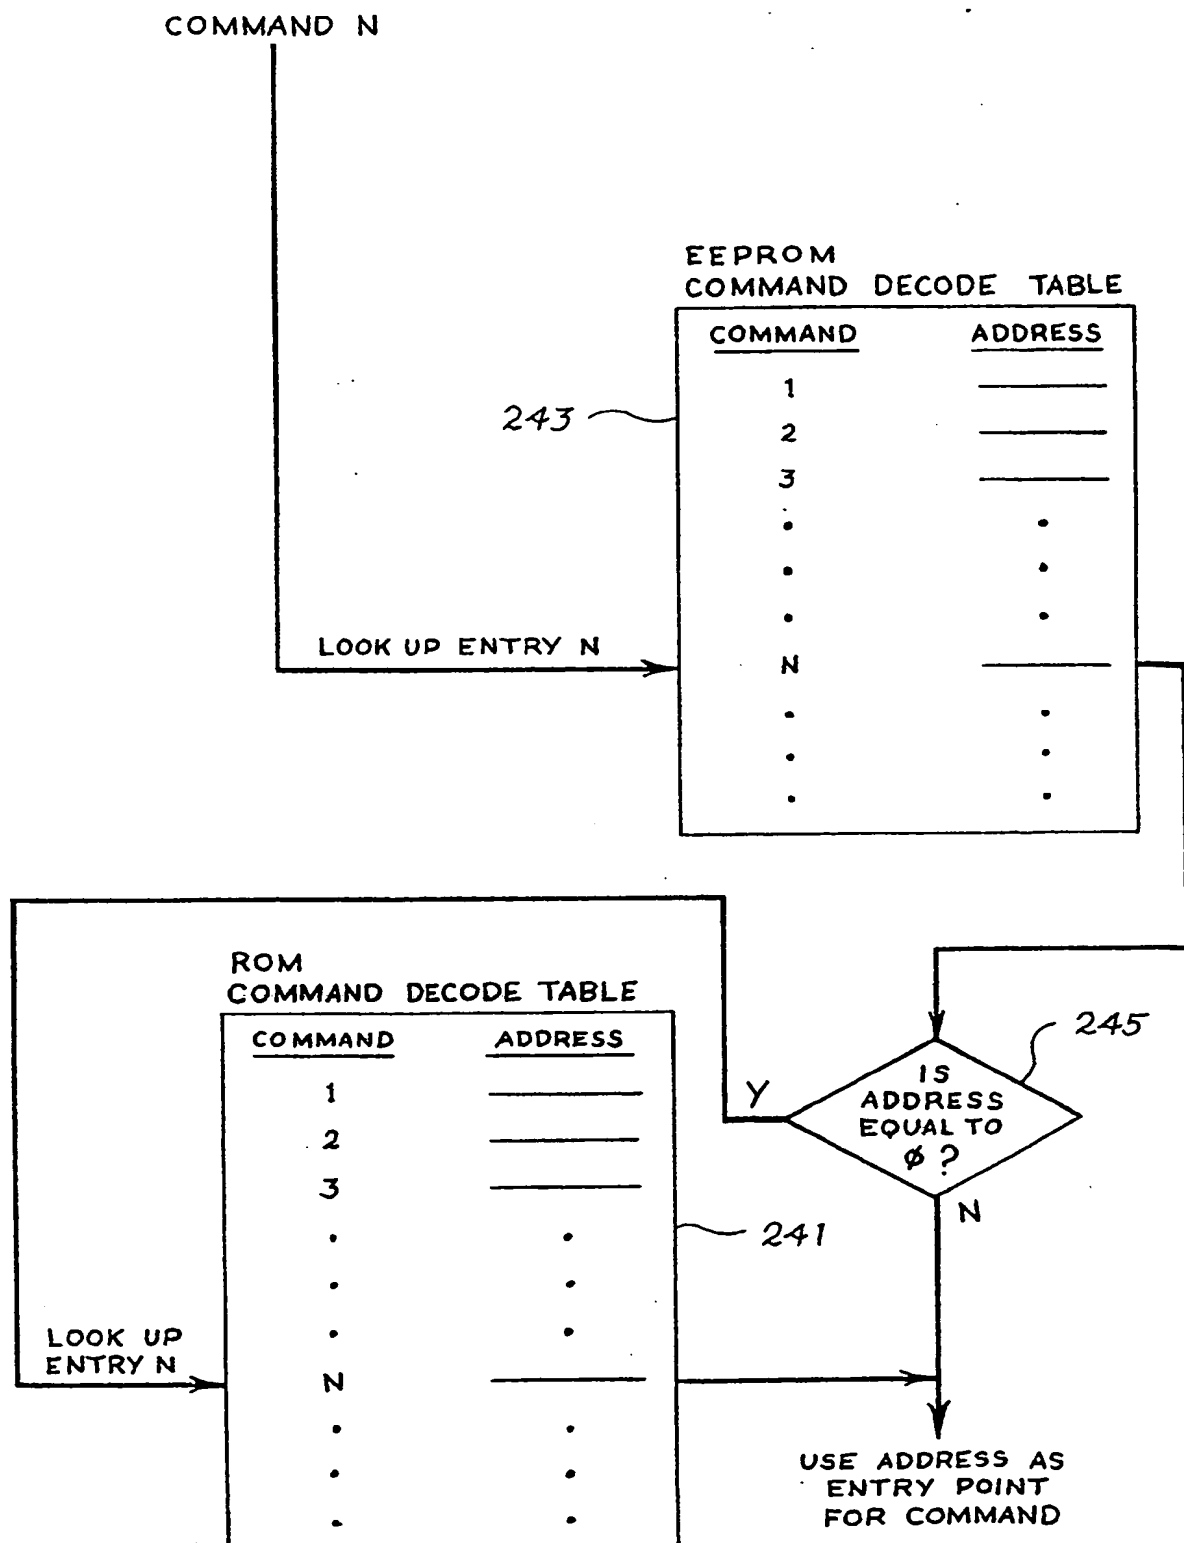 COMMAND N
EEPROM
COMMAND DECODE TABLE
COMMAND ADDRESS
1
243
2
3
LOOK UP ENTRY N
N
ROM
COMMAND DECODE TABLE
COMMAND ADDRESS
1
2
3
241
LOOK UP
ENTRY N
N
245
IS
ADDRESS
EQUAL TO
Ø ?
Y
N
USE ADDRESS AS
ENTRY POINT
FOR COMMAND